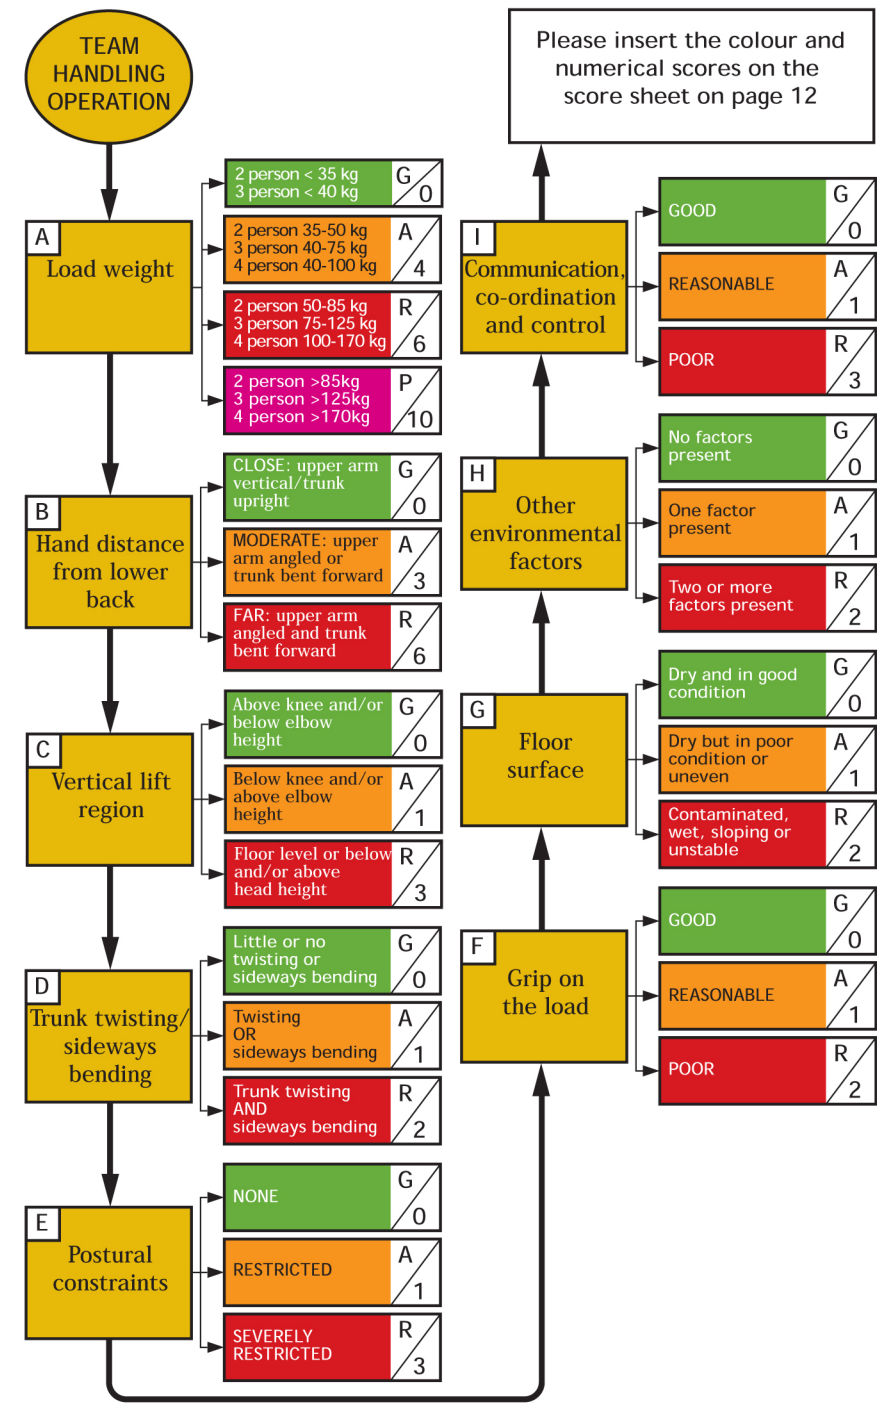 TEAM
HANDLING
OPERATION
A
Load weight
2 person < 35 kg
3 person < 40 kg
G
0
2 person 35-50 kg
3 person 40-75 kg
4 person 40-100 kg
A
4
2 person 50-85 kg
3 person 75-125 kg
4 person 100-170 kg
R
6
2 person >85kg
3 person >125kg
4 person >170kg
P
10
B
Hand distance
from lower
back
CLOSE: upper arm
vertical/trunk
upright
G
0
MODERATE: upper
arm angled or
trunk bent forward
A
3
FAR: upper arm
angled and trunk
bent forward
R
6
C
Vertical lift
region
Above knee and/or
below elbow
height
G
0
Below knee and/or
above elbow
height
A
1
Floor level or below
and/or above
head height
R
3
D
Trunk twisting/
sideways
bending
Little or no
twisting or
sideways bending
G
0
Twisting
OR
sideways bending
A
1
Trunk twisting
AND
sideways bending
R
2
E
Postural
constraints
NONE
G
0
RESTRICTED
A
1
SEVERELY
RESTRICTED
R
3
F
Grip on
the load
GOOD
G
0
REASONABLE
A
1
POOR
R
2
G
Floor
surface
Dry and in good
condition
G
0
Dry but in poor
condition or
uneven
A
1
Contaminated,
wet, sloping or
unstable
R
2
H
Other
environmental
factors
No factors
present
G
0
One factor
present
A
1
Two or more
factors present
R
2
I
Communication,
co-ordination
and control
GOOD
G
0
REASONABLE
A
1
POOR
R
3
Please insert the colour and
numerical scores on the
score sheet on page 12